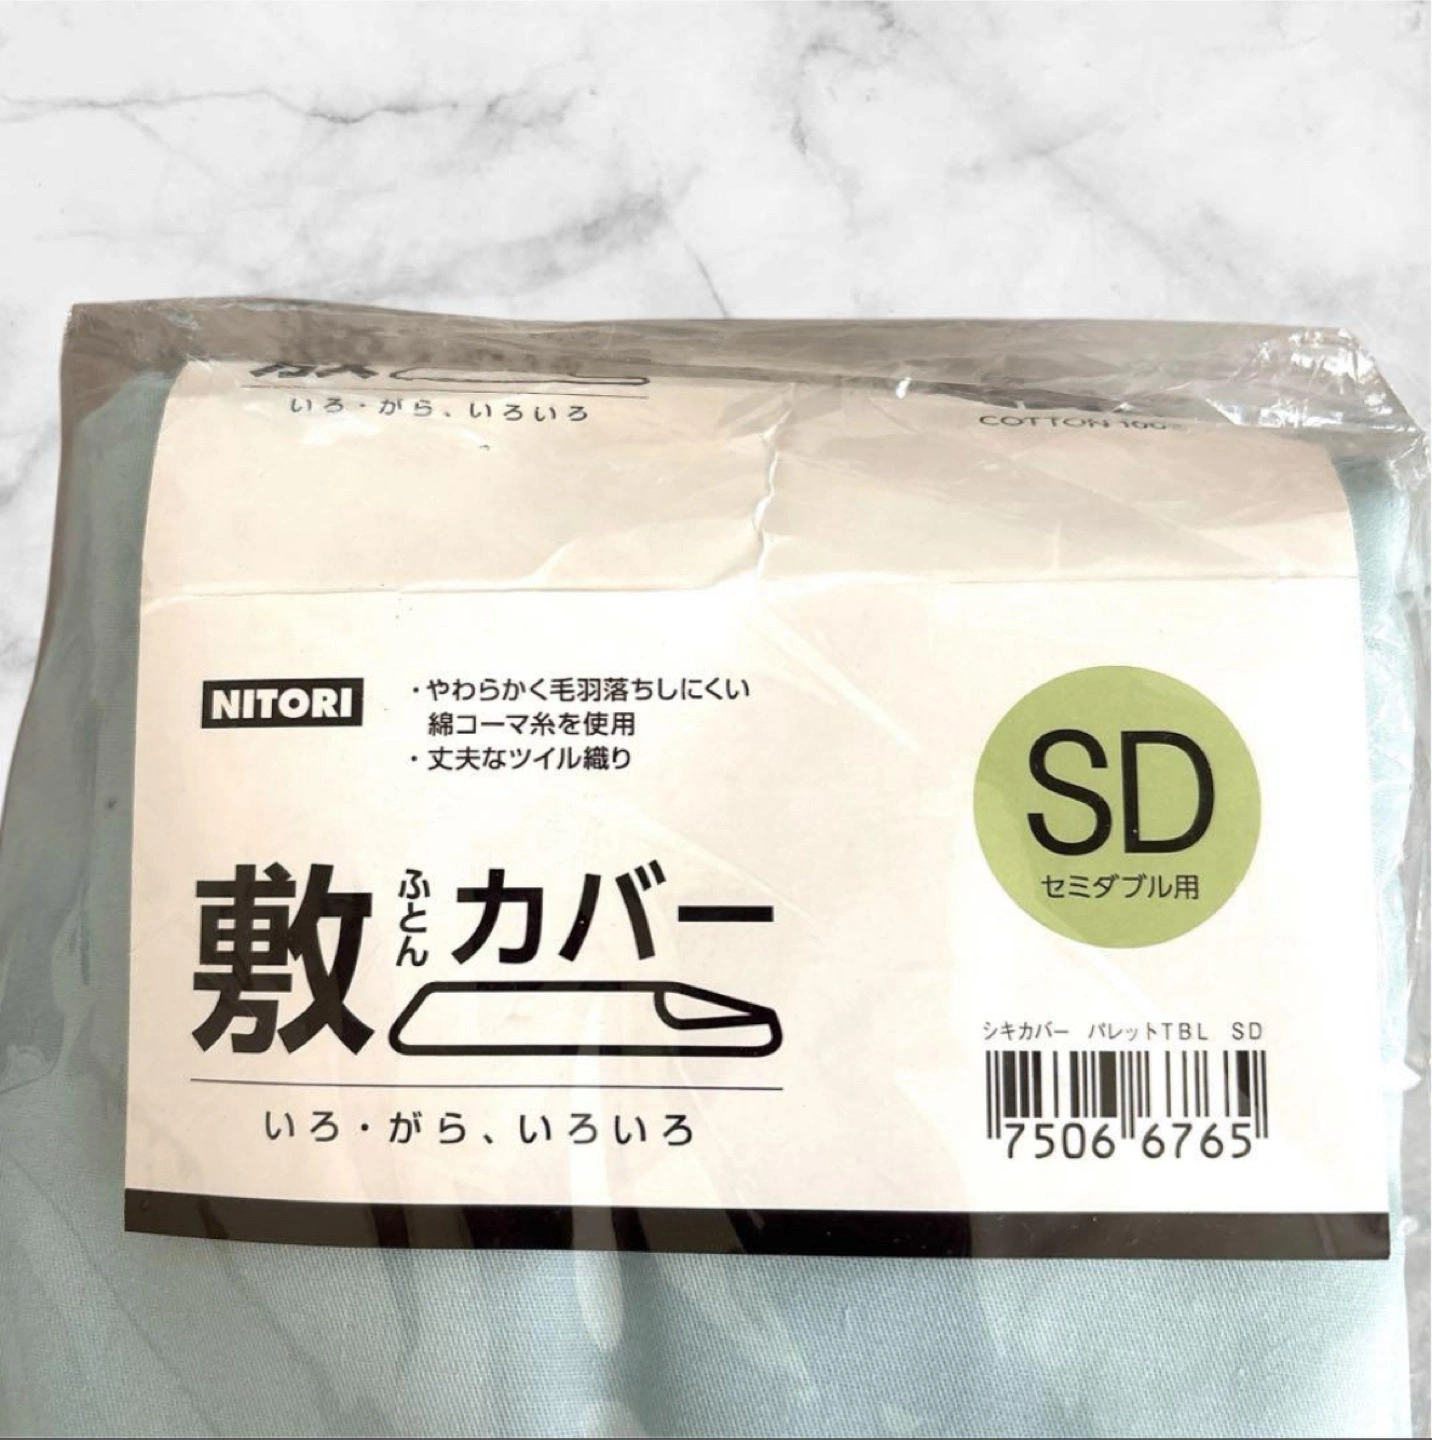 いろ・がら、いろいろ
COTTON 100%
NITORI
・やわらかく毛羽落ちしにくい
綿コーマ糸を使用
・丈夫なツイル織り
SD
セミダブル用
敷ふとんカバー
いろ・がら、いろいろ
シキカバー パレットTBL SD
7506 6765